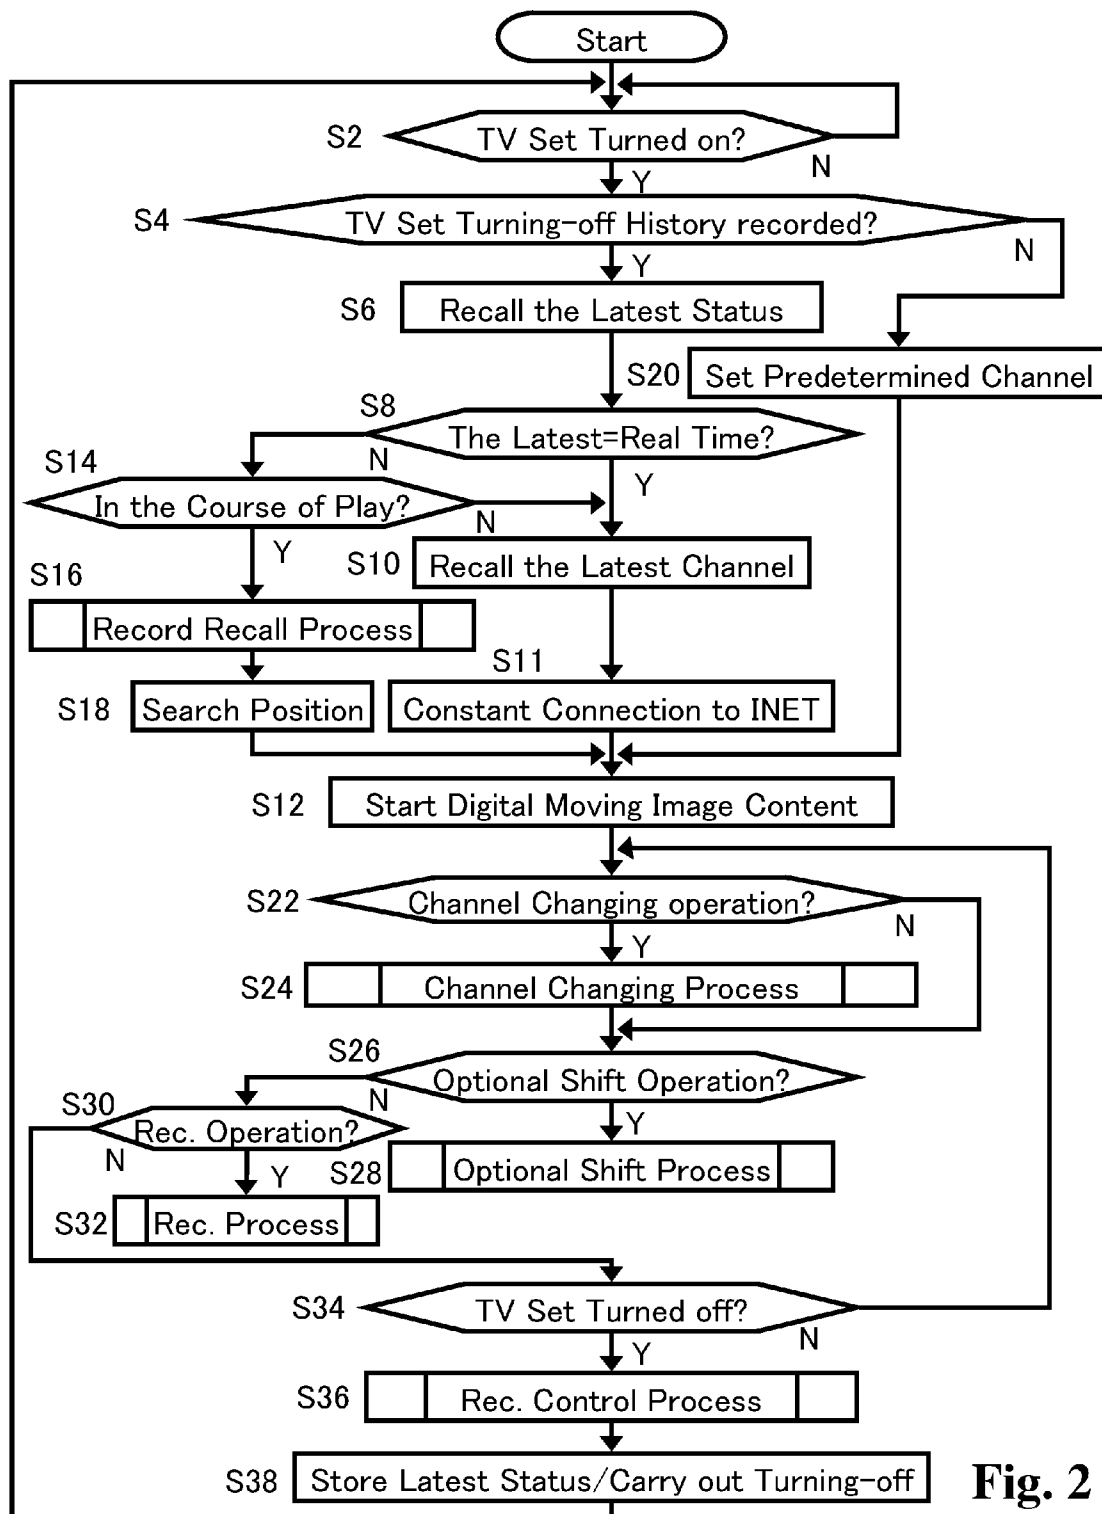 Start
S2
TV Set Turned on?
N
Y
S4
TV Set Turning-off History recorded?
N
Y
S6
Recall the Latest Status
S20
Set Predetermined Channel
S8
The Latest=Real Time?
N
Y
S14
In the Course of Play?
N
Y
S10
Recall the Latest Channel
S16
Record Recall Process
S11
S18
Search Position
Constant Connection to INET
S12
Start Digital Moving Image Content
S22
Channel Changing operation?
N
Y
S24
Channel Changing Process
S26
Optional Shift Operation?
N
Y
S30
Rec. Operation?
N
Y
S28
Optional Shift Process
S32
Rec. Process
S34
TV Set Turned off?
N
Y
S36
Rec. Control Process
S38
Store Latest Status/Carry out Turning-off
Fig. 2